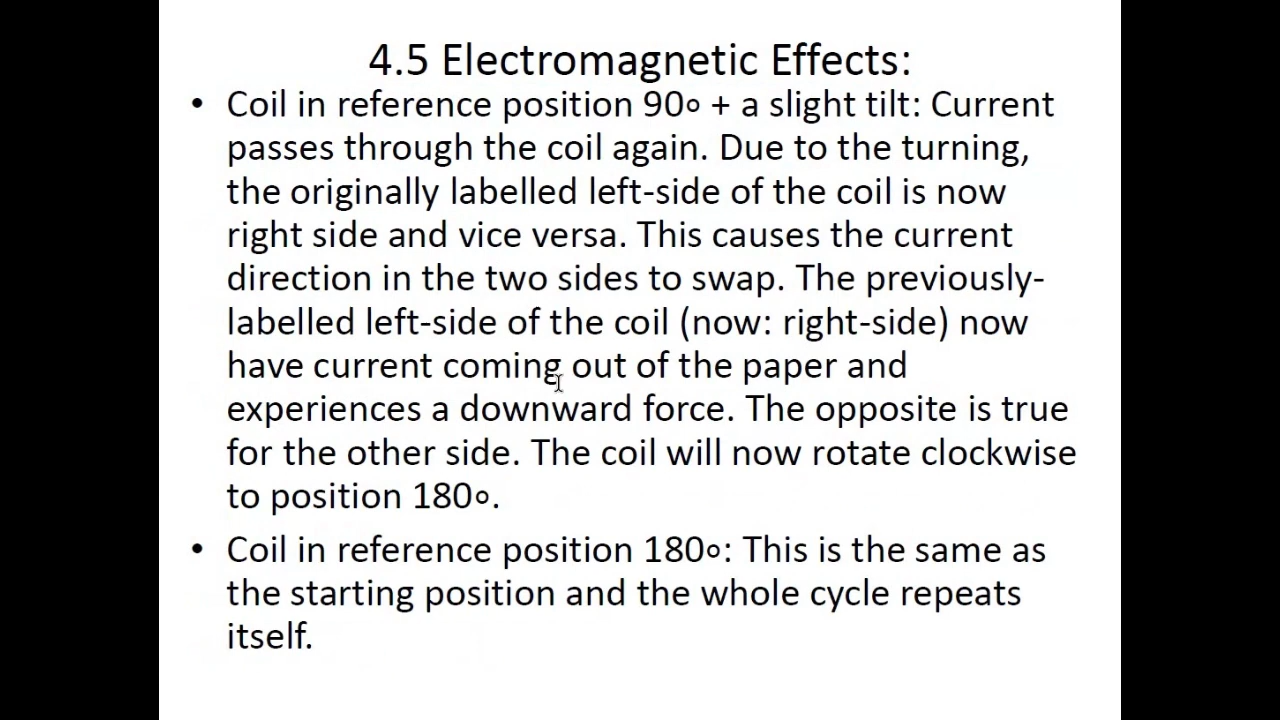 4.5 Electromagnetic Effects:
• Coil in reference position 90∘ + a slight tilt: Current
passes through the coil again. Due to the turning,
the originally labelled left-side of the coil is now
right side and vice versa. This causes the current
direction in the two sides to swap. The previously-
labelled left-side of the coil (now: right-side) now
have current coming out of the paper and
experiences a downward force. The opposite is true
for the other side. The coil will now rotate clockwise
to position 180∘.
• Coil in reference position 180∘: This is the same as
the starting position and the whole cycle repeats
itself.